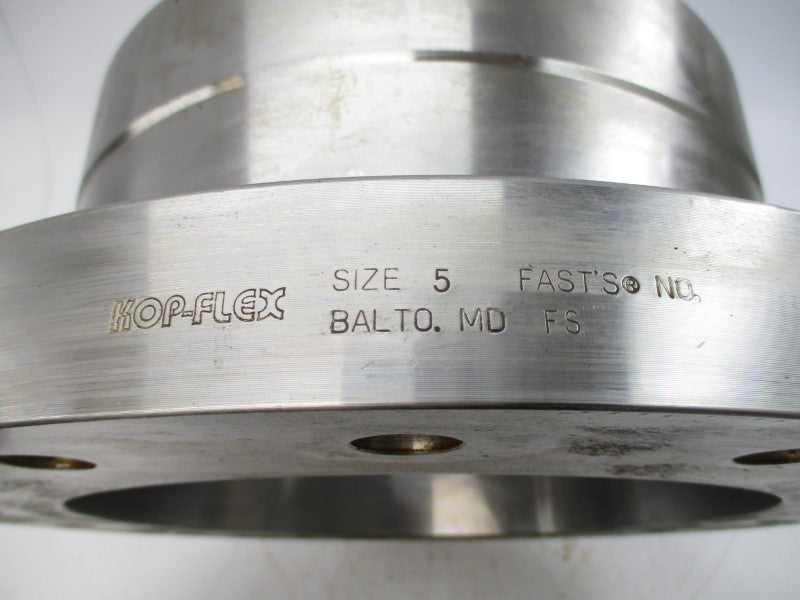 KOP-FLEX SIZE 5 FAST'S® NO.
BALTO. MD FS